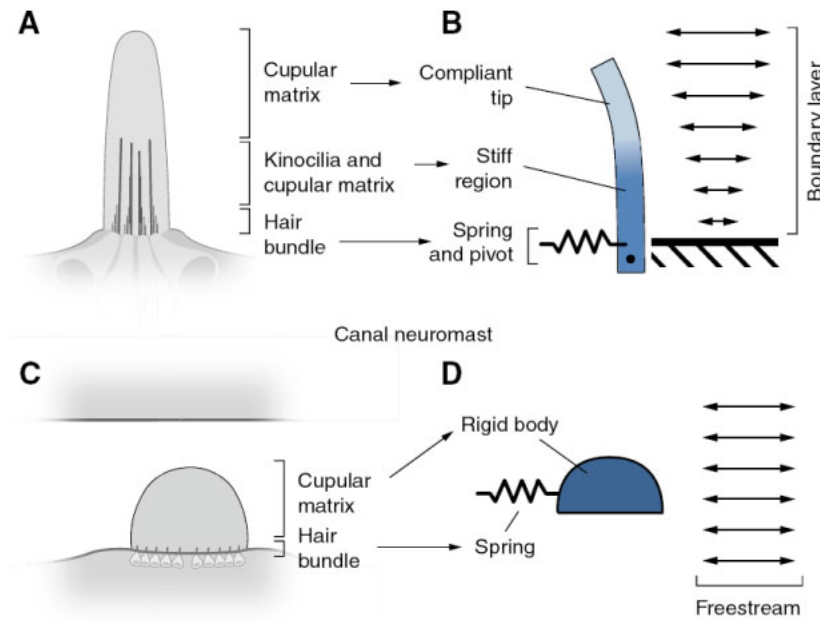 A
B
Cupular
matrix
Compliant
tip
Kinocilia and
cupular matrix
Stiff
region
Hair
bundle
Spring
and pivot
Boundary layer
Canal neuromast
C
D
Rigid body
Cupular
matrix
Hair
bundle
Spring
Freestream